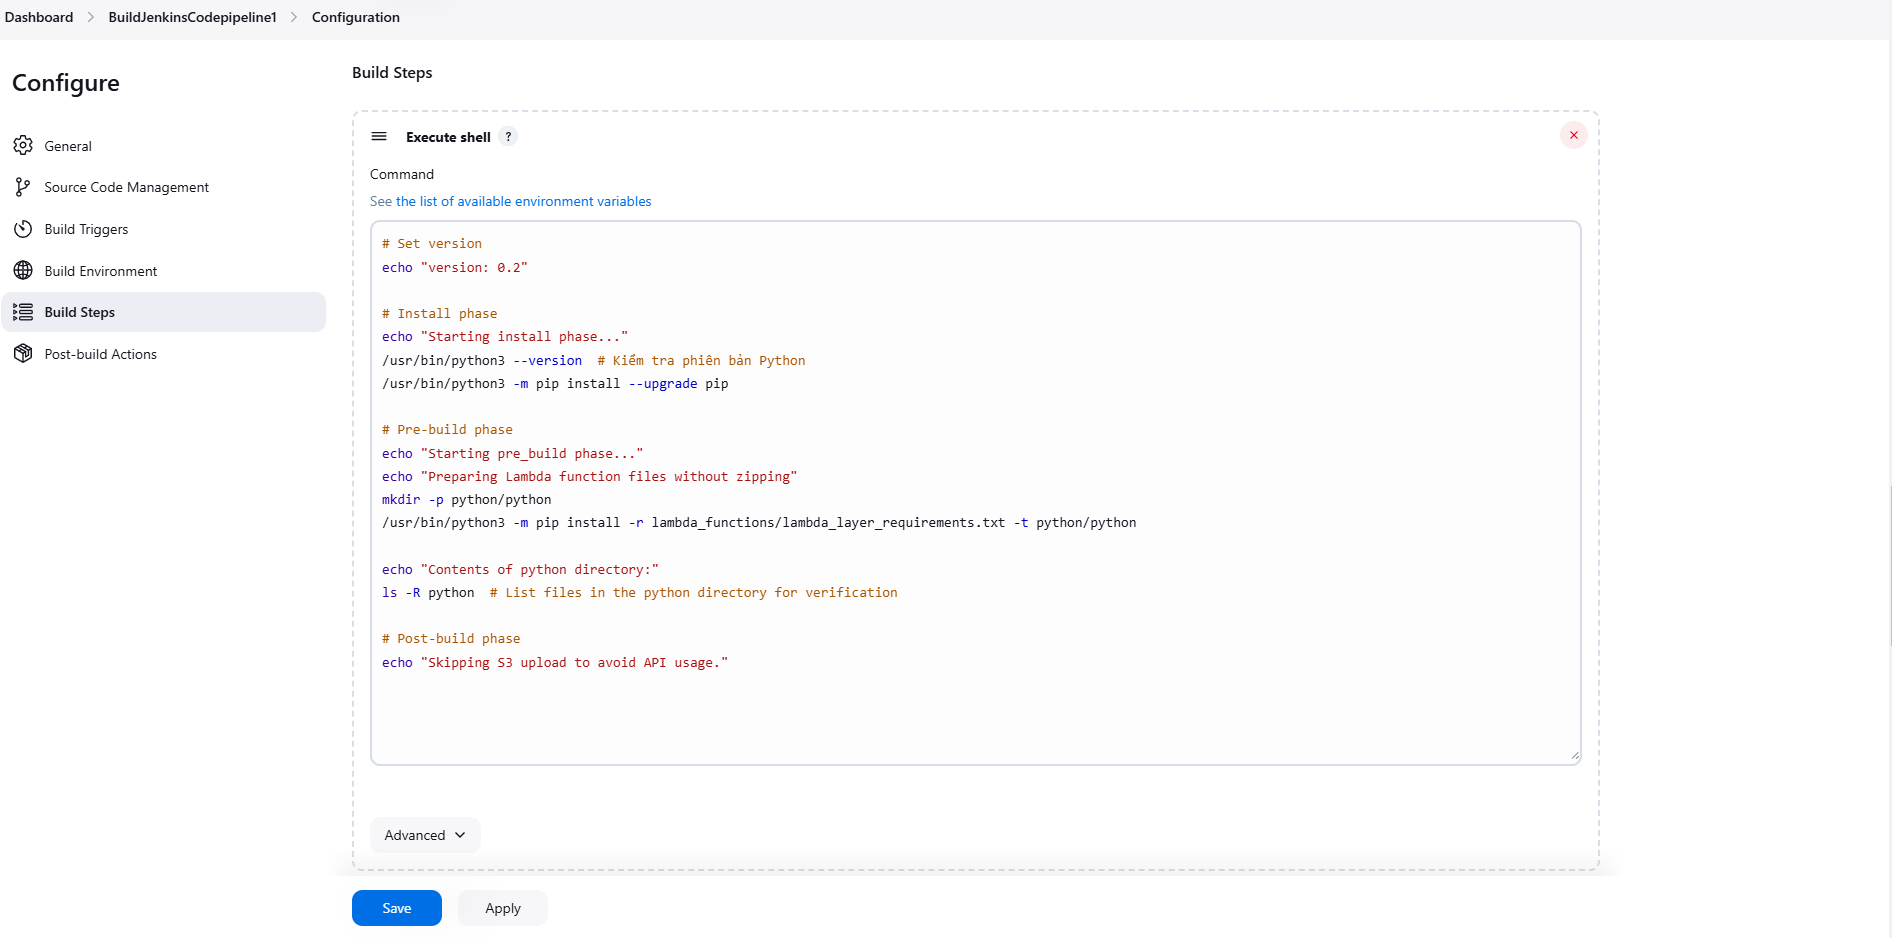 Dashboard > BuildJenkinsCodepipeline1 > Configuration
Configure
General
Source Code Management
Build Triggers
Build Environment
Build Steps
Post-build Actions
Build Steps
Execute shell ?
Command
See the list of available environment variables
# Set version
echo "version: 0.2"
# Install phase
echo "Starting install phase..."
/usr/bin/python3 --version  # Kiểm tra phiên bản Python
/usr/bin/python3 -m pip install --upgrade pip
# Pre-build phase
echo "Starting pre_build phase..."
echo "Preparing Lambda function files without zipping"
mkdir -p python/python
/usr/bin/python3 -m pip install -r lambda_functions/lambda_layer_requirements.txt -t python/python
echo "Contents of python directory:"
ls -R python  # List files in the python directory for verification
# Post-build phase
echo "Skipping S3 upload to avoid API usage."
Advanced
Save
Apply